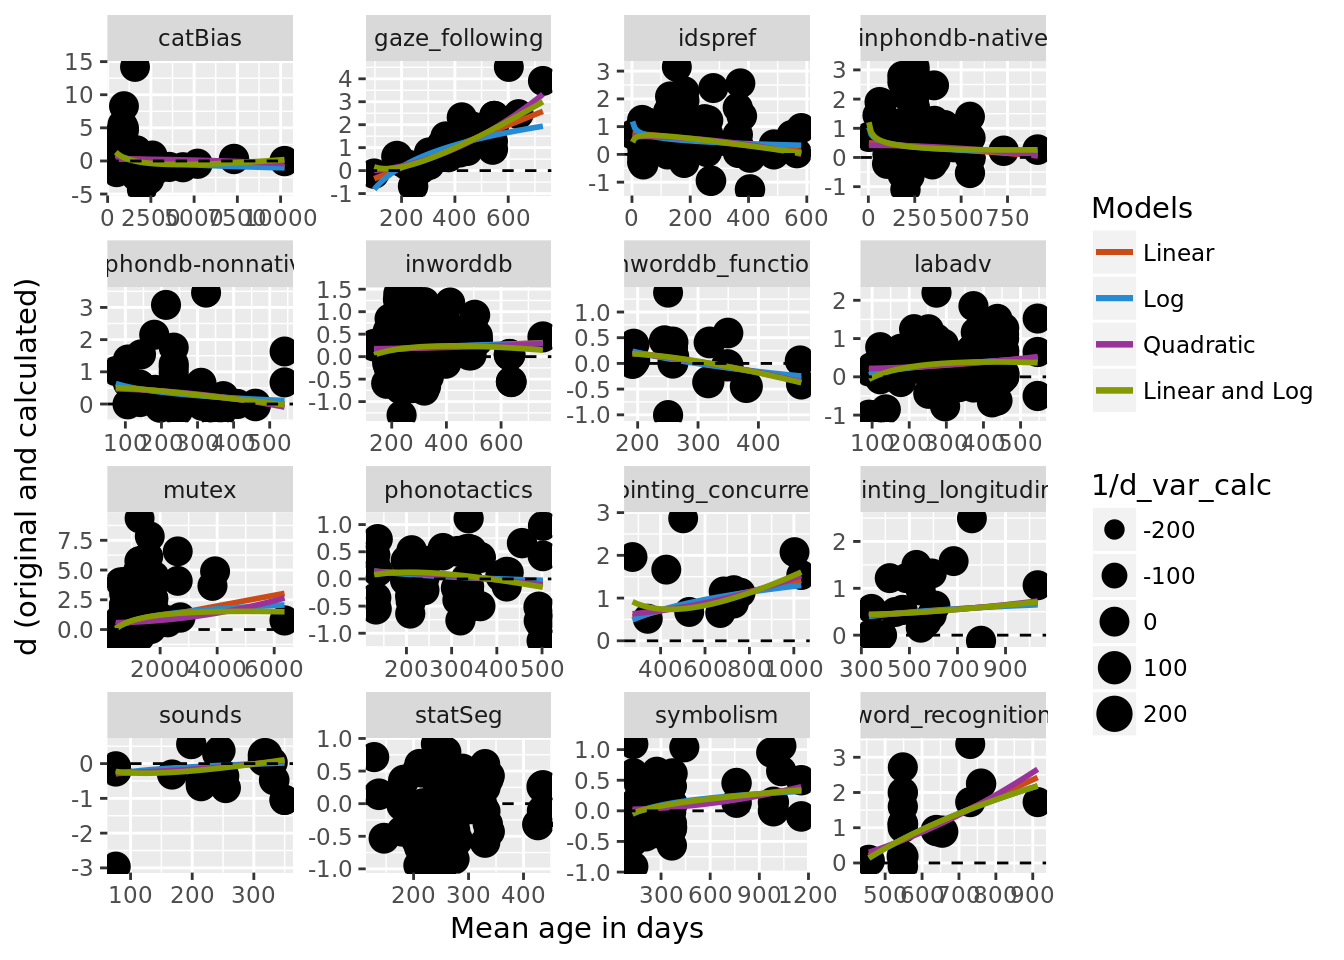 catBias gaze_following idspref inphondb-native
15 10 5 0 -5
4 3 2 1 0 -1
3 2 1 0 -1
3 2 1 0 -1
0 2500 5000 7500 10000
200 400 600
0 200 400 600
0 250 500 750
phondb-nonnativ inworddb nworddb_functio labadv
3 2 1 0
1.5 1.0 0.5 0.0 -0.5 -1.0
1.0 0.5 0.0 -0.5 -1.0
2 1 0 -1
100 200 300 400 500
200 400 600
200 300 400
100 200 300 400 500
mutex phonotactics ointing_concurre inting_longitudin
7.5 5.0 2.5 0.0
1.0 0.5 0.0 -0.5 -1.0
3 2 1 0
2 1 0
2000 4000 6000
200 300 400 500
400 600 800 1000
300 500 700 900
sounds statSeg symbolism word_recognition
0 -1 -2 -3
1.0 0.5 0.0 -0.5 -1.0
1.0 0.5 0.0 -0.5 -1.0
3 2 1 0
100 200 300
200 300 400
300 600 900 1200
500 600 700 800 900
Mean age in days
d (original and calculated)
Models
Linear
Log
Quadratic
Linear and Log
1/d_var_calc
-200
-100
0
100
200